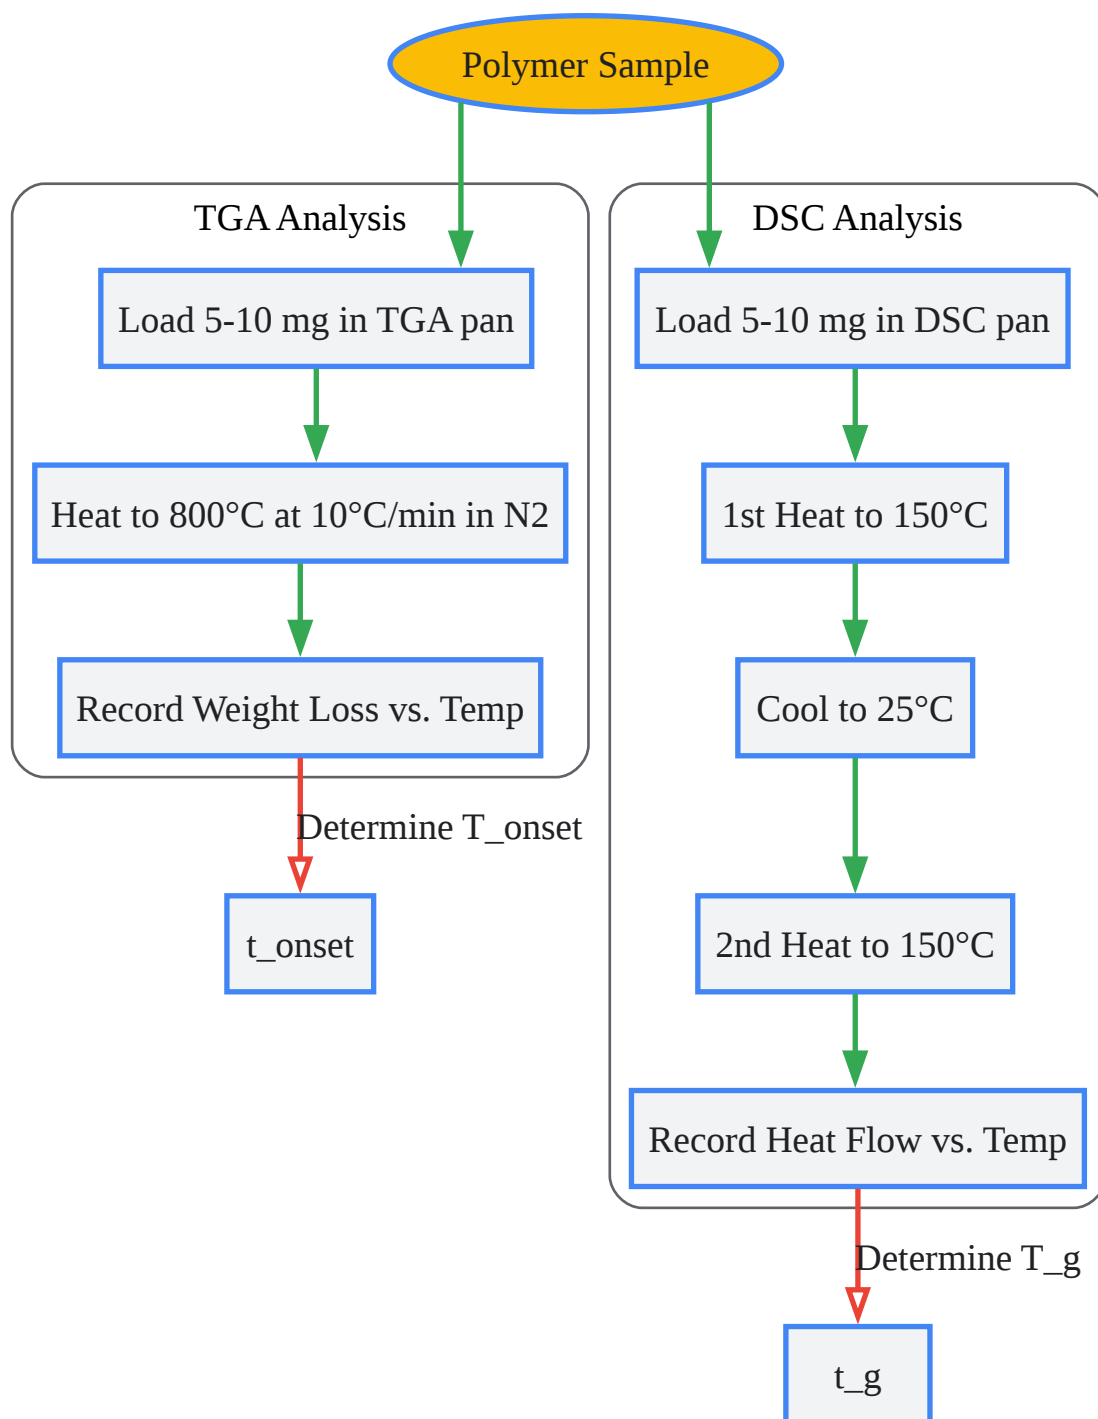 Polymer Sample
TGA Analysis
Load 5-10 mg in TGA pan
Heat to 800°C at 10°C/min in N2
Record Weight Loss vs. Temp
Determine T_onset
t_onset
DSC Analysis
Load 5-10 mg in DSC pan
1st Heat to 150°C
Cool to 25°C
2nd Heat to 150°C
Record Heat Flow vs. Temp
Determine T_g
t_g